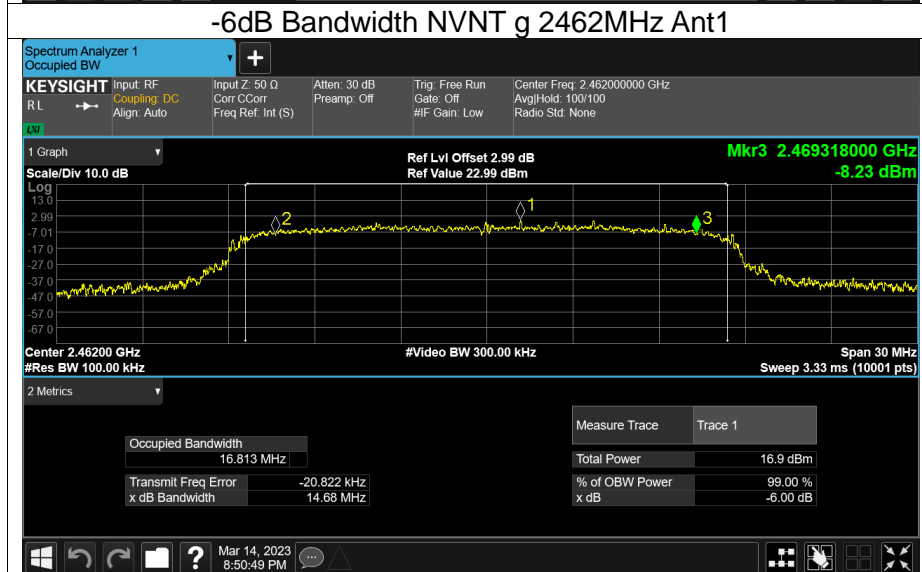 -6dB Bandwidth NVNT g 2462MHz Ant1
Spectrum Analyzer 1
Occupied BW
+
KEYSIGHT
RL
LXI
Input: RF
Coupling: DC
Align: Auto
Input Z: 50 Ω
Corr CCorr
Freq Ref: Int (S)
Atten: 30 dB
Preamp: Off
Trig: Free Run
Gate: Off
#IF Gain: Low
Center Freq: 2.462000000 GHz
Avg|Hold: 100/100
Radio Std: None
1 Graph
Scale/Div 10.0 dB
Ref Lvl Offset 2.99 dB
Ref Value 22.99 dBm
Mkr3 2.469318000 GHz
-8.23 dBm
Log
13.0
2.99
-7.01
-17.0
-27.0
-37.0
-47.0
-57.0
-67.0
2
1
3
Center 2.46200 GHz
#Res BW 100.00 kHz
#Video BW 300.00 kHz
Span 30 MHz
Sweep 3.33 ms (10001 pts)
2 Metrics
Measure Trace Trace 1
Occupied Bandwidth
16.813 MHz
Total Power 16.9 dBm
Transmit Freq Error -20.822 kHz
% of OBW Power 99.00 %
x dB Bandwidth 14.68 MHz
x dB -6.00 dB
?
Mar 14, 2023
8:50:49 PM